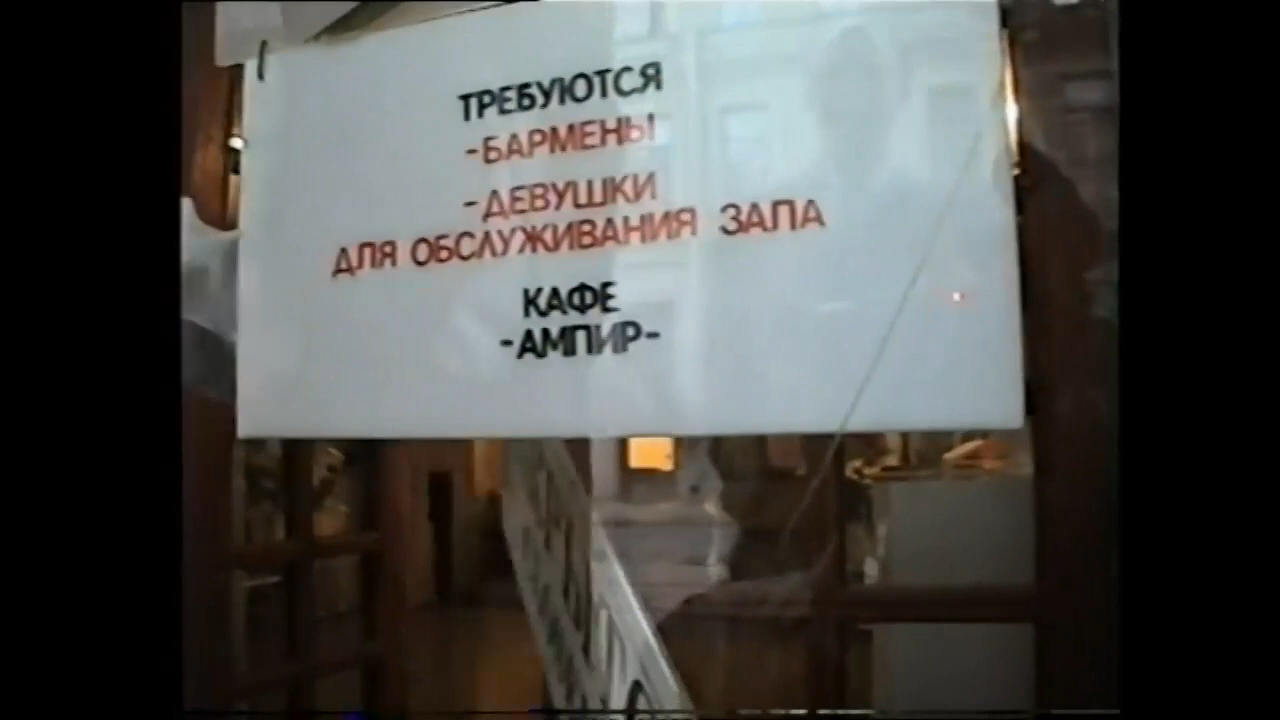 ТРЕБУЮТСЯ
-БАРМЕНЫ
-ДЕВУШКИ
ДЛЯ ОБСЛУЖИВАНИЯ ЗАЛА
КАФЕ
-АМПИР-